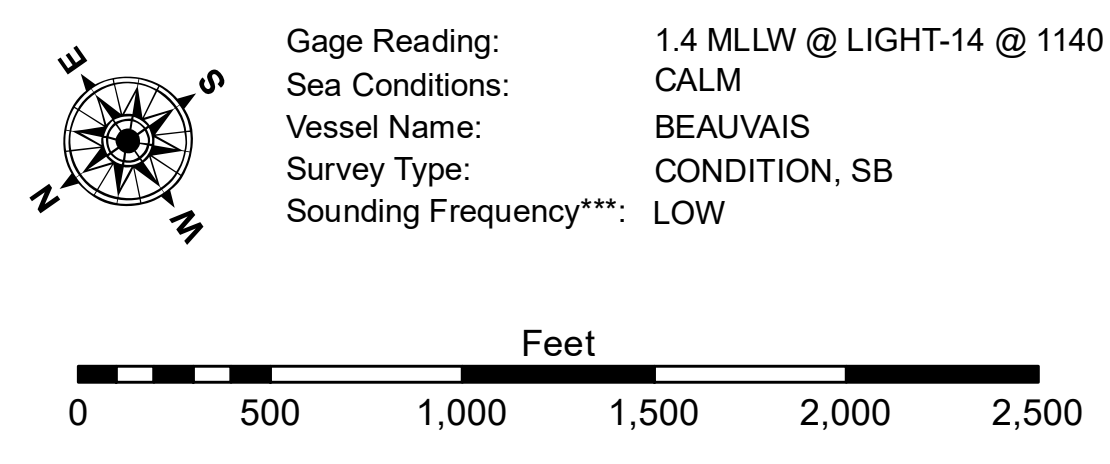 E
S
N
W
Gage Reading: 1.4 MLLW @ LIGHT-14 @ 1140
Sea Conditions: CALM
Vessel Name: BEAUVAIS
Survey Type: CONDITION, SB
Sounding Frequency***: LOW
Feet
0 500 1,000 1,500 2,000 2,500